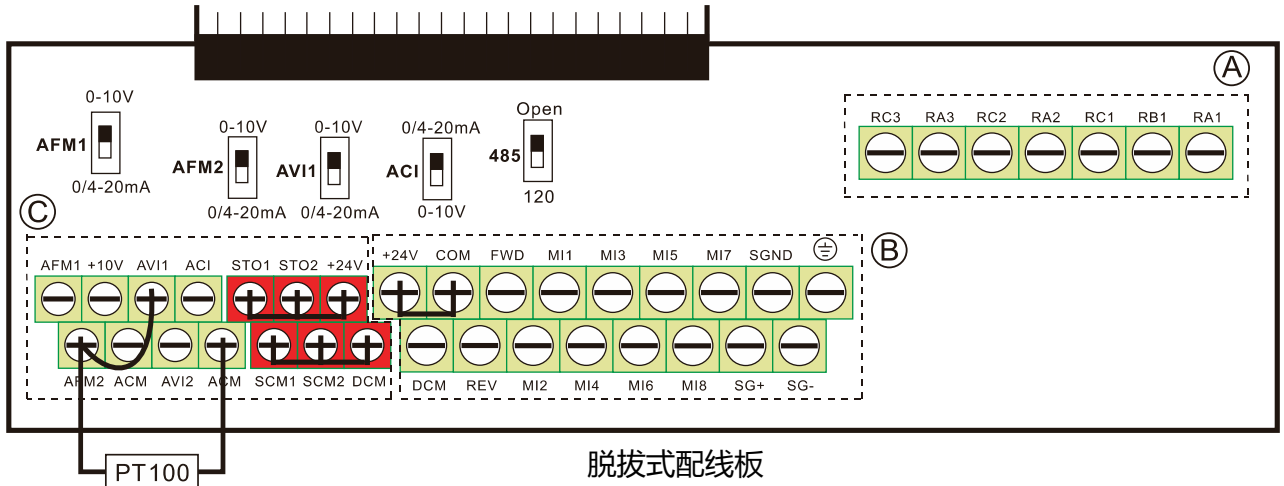 A
0-10V 0-10V 0-10V 0/4-20mA Open
AFM1 AFM2 AVI1 ACI 485
0/4-20mA 0/4-20mA 0/4-20mA 0-10V 120
RC3 RA3 RC2 RA2 RC1 RB1 RA1
C
B
AFM1 +10V AVI1 ACI STO1 STO2 +24V
+24V COM FWD MI1 MI3 MI5 MI7 SGND
AFM2 ACM AVI2 ACM SCM1 SCM2 DCM
DCM REV MI2 MI4 MI6 MI8 SG+ SG-
PT100
脱拔式配线板